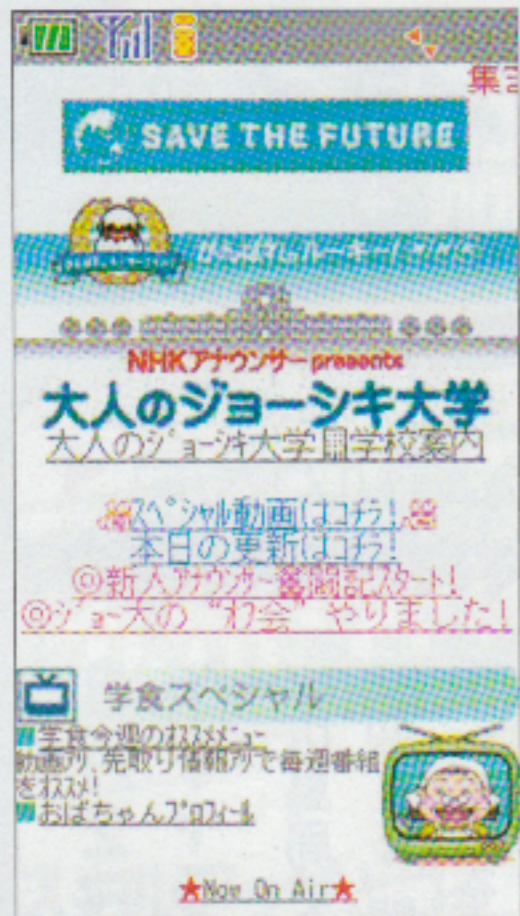 集ヨ
SAVE THE FUTURE
NHKアナウンサー presents
大人のジョーシキ大学
大人のジョーシキ大学 学校案内
スペシャル動画はコチラ!
本日の更新はコチラ!
◎新人アナウンサー奮闘記スタート!
◎ジョー大の“わ会”やりました!
学食スペシャル
学食今週のオススメメニュー
動画アリ、先取り情報アリで毎週番組
をオススメ!
おばちゃんプロフィール
★Now On Air★